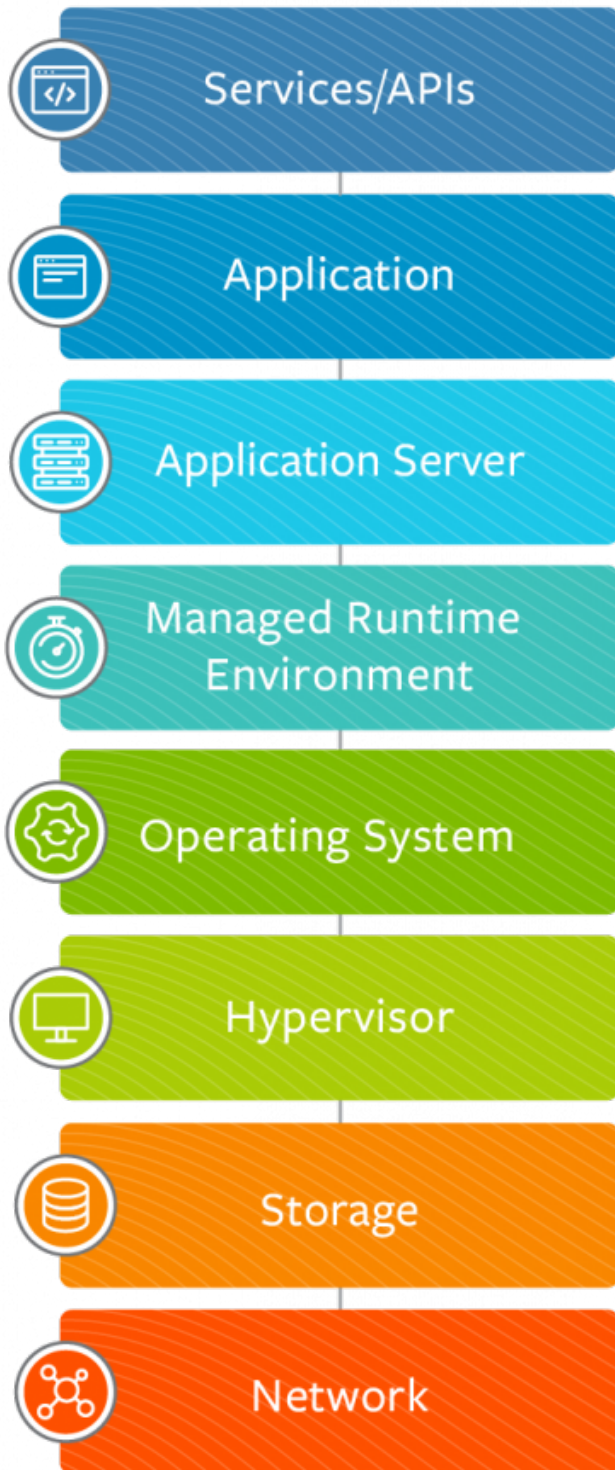 Services/APIs
Application
Application Server
Managed Runtime
Environment
Operating System
Hypervisor
Storage
Network